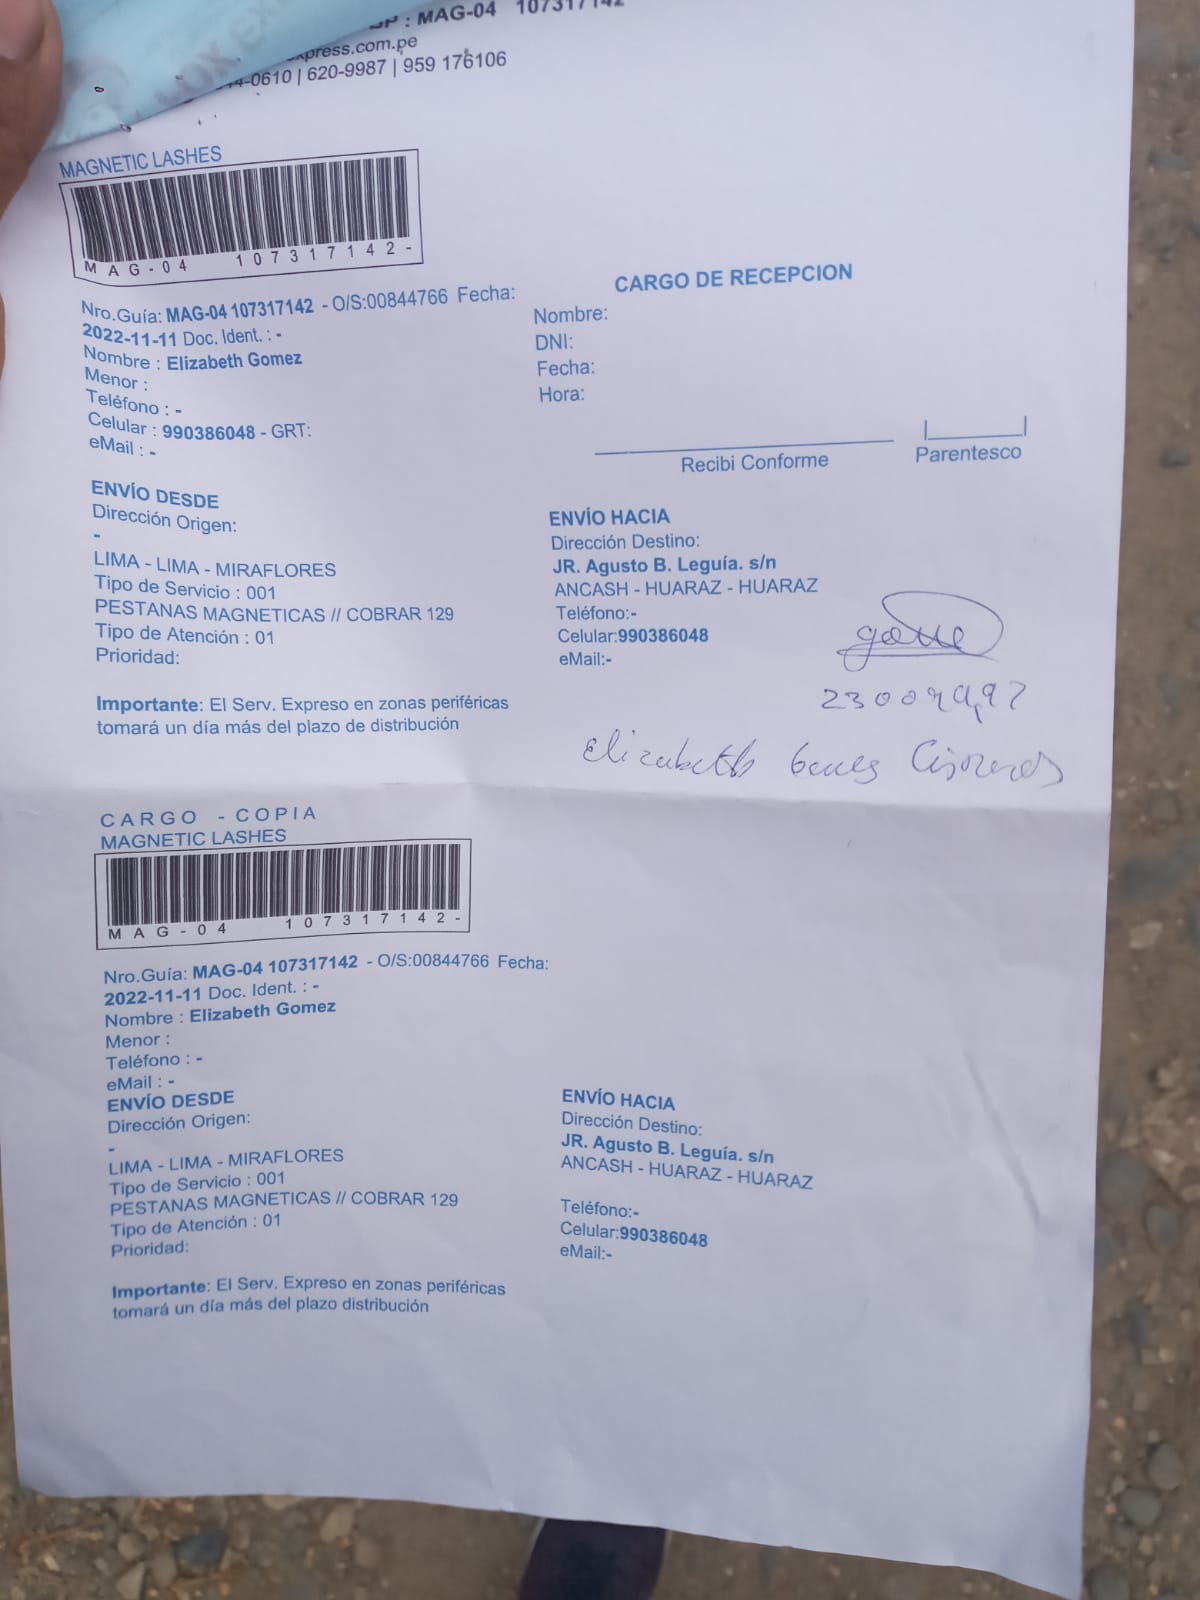 : MAG-04 107317142
xpress.com.pe
-0610 | 620-9987 | 959 176106
MAGNETIC LASHES
MAG-04 107317142-
Nro.Guía: MAG-04 107317142 - O/S:00844766 Fecha:
2022-11-11 Doc. Ident. : -
Nombre : Elizabeth Gomez
Menor :
Teléfono : -
Celular : 990386048 - GRT:
eMail : -
CARGO DE RECEPCION
Nombre:
DNI:
Fecha:
Hora:
Recibi Conforme
Parentesco
ENVÍO DESDE
Dirección Origen:
-
LIMA - LIMA - MIRAFLORES
Tipo de Servicio : 001
PESTANAS MAGNETICAS // COBRAR 129
Tipo de Atención : 01
Prioridad:
ENVÍO HACIA
Dirección Destino:
JR. Agusto B. Leguía. s/n
ANCASH - HUARAZ - HUARAZ
Teléfono:-
Celular:990386048
eMail:-
Importante: El Serv. Expreso en zonas periféricas
tomará un día más del plazo de distribución
Elizabeth
CARGO - COPIA
MAGNETIC LASHES
MAG-04 107317142-
Nro.Guía: MAG-04 107317142 - O/S:00844766 Fecha:
2022-11-11 Doc. Ident. : -
Nombre : Elizabeth Gomez
Menor :
Teléfono : -
eMail : -
ENVÍO DESDE
Dirección Origen:
-
LIMA - LIMA - MIRAFLORES
Tipo de Servicio : 001
PESTANAS MAGNETICAS // COBRAR 129
Tipo de Atención : 01
Prioridad:
ENVÍO HACIA
Dirección Destino:
JR. Agusto B. Leguía. s/n
ANCASH - HUARAZ - HUARAZ
Teléfono:-
Celular:990386048
eMail:-
Importante: El Serv. Expreso en zonas periféricas
tomará un día más del plazo distribución